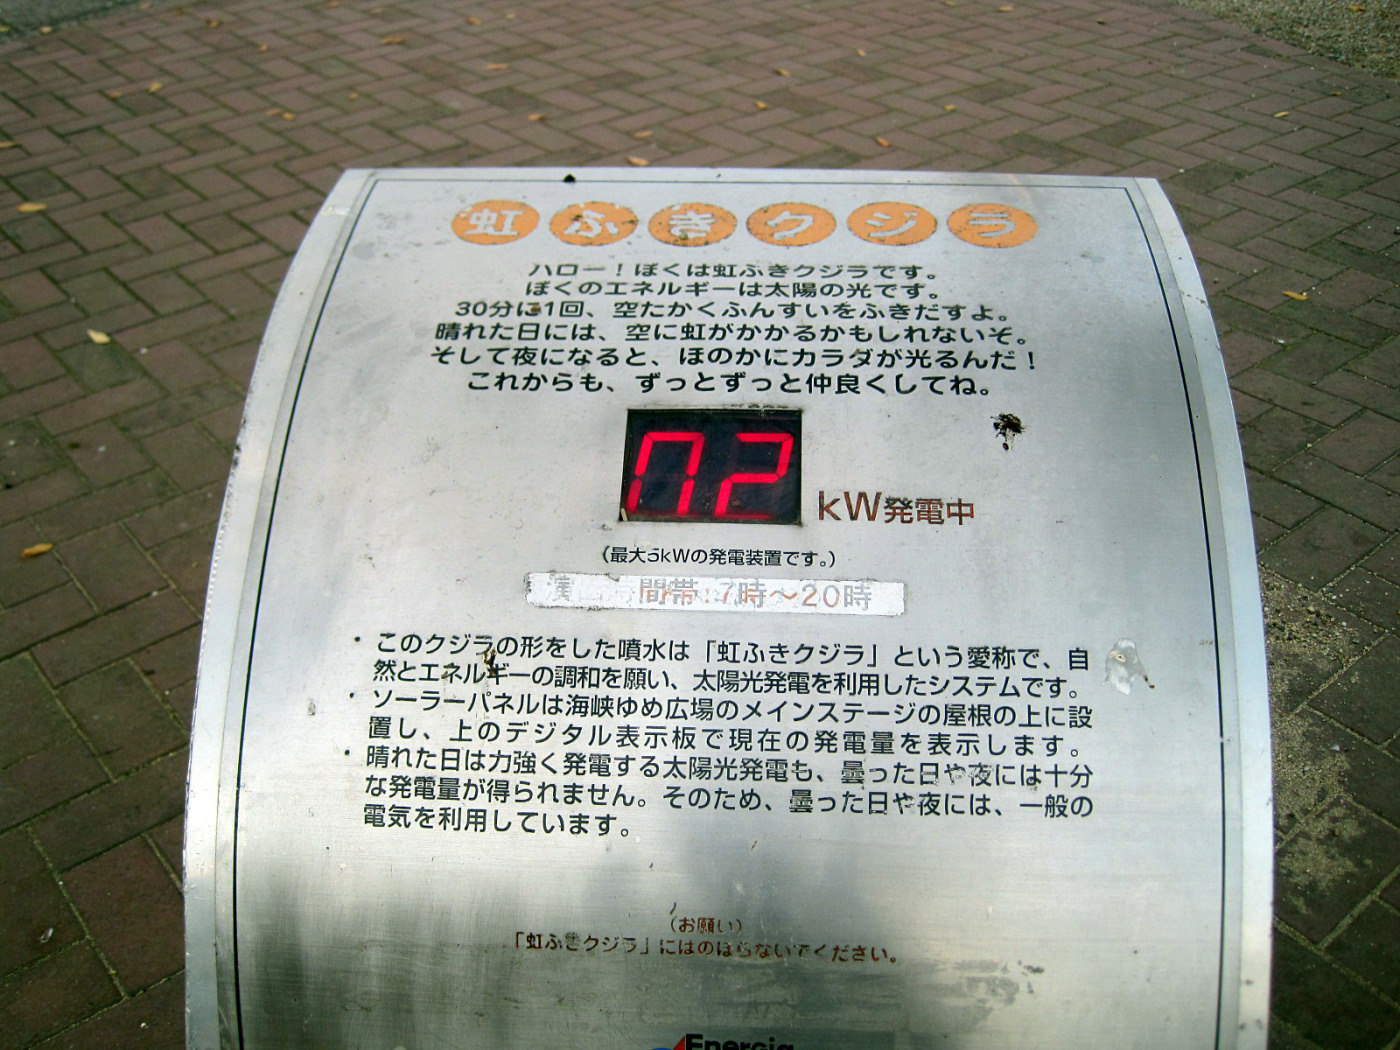 虹ふきクジラ
ハロー！ぼくは虹ふきクジラです。
ぼくのエネルギーは太陽の光です。
30分に1回、空たかくふんすいをふきだすよ。
晴れた日には、空に虹がかかるかもしれないぞ。
そして夜になると、ほのかにカラダが光るんだ！
これからも、ずっとずっと仲良くしてね。
02
kW発電中
（最大5kWの発電装置です。）
間帯:7時～20時
・このクジラの形をした噴水は「虹ふきクジラ」という愛称で、自
然とエネルギーの調和を願い、太陽光発電を利用したシステムです。
・ソーラーパネルは海峡ゆめ広場のメインステージの屋根の上に設
置し、上のデジタル表示板で現在の発電量を表示します。
・晴れた日は力強く発電する太陽光発電も、曇った日や夜には十分
な発電量が得られません。そのため、曇った日や夜には、一般の
電気を利用しています。
（お願い）
「虹ふきクジラ」にはのぼらないでください。
Energia